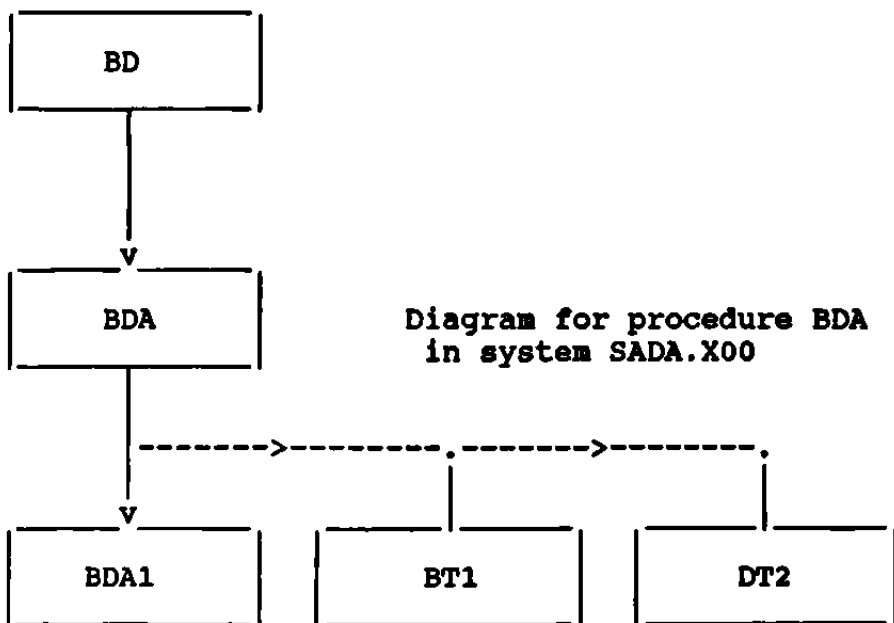 BD
BDA
Diagram for procedure BDA
in system SADA.X00
BDA1 BT1 DT2